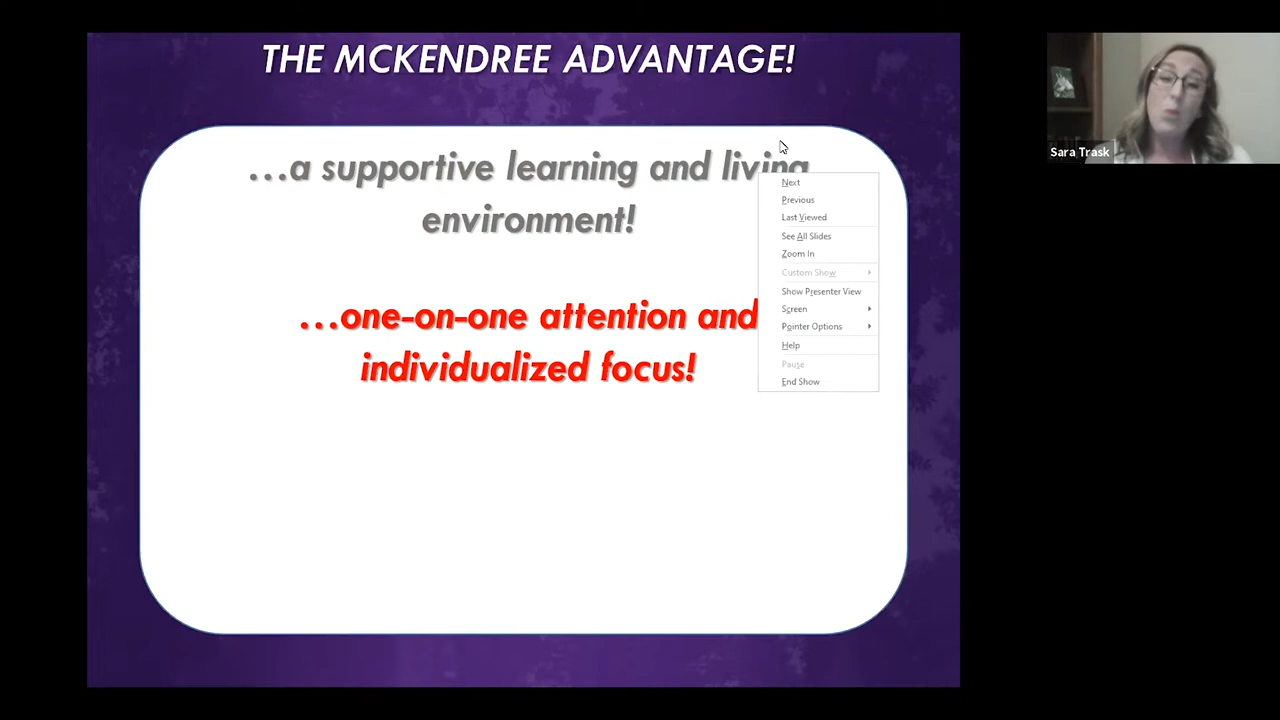 THE MCKENDREE ADVANTAGE!
…a supportive learning and living
environment!
…one-on-one attention and
individualized focus!
Next
Previous
Last Viewed
See All Slides
Zoom In
Custom Show
Show Presenter View
Screen
Pointer Options
Help
Pause
End Show
Sara Trask